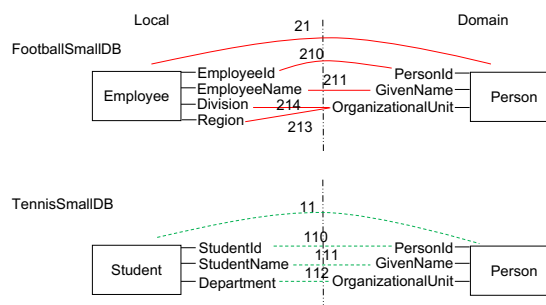 Local 21 Domain
FootballSmallDB 210
EmployeeId PersonId
Employee EmployeeName 211 GivenName Person
Division 214 OrganizationalUnit
Region 213
TennisSmallDB 11
StudentId 110 PersonId
Student StudentName 111 GivenName Person
Department 112 OrganizationalUnit